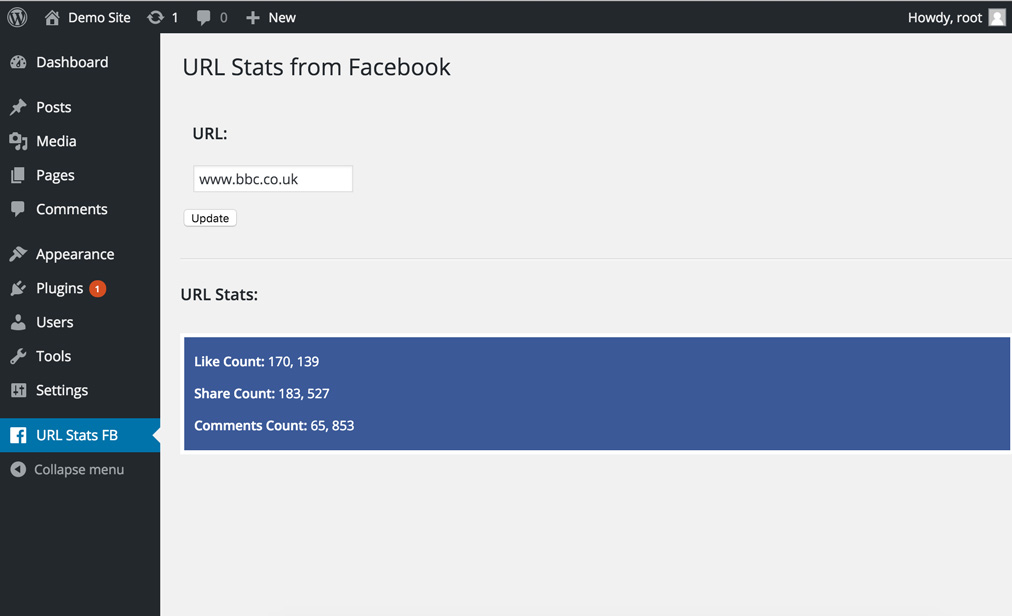 Demo Site 1 0 New Howdy, root
Dashboard
Posts
Media
Pages
Comments
Appearance
Plugins 1
Users
Tools
Settings
URL Stats FB
Collapse menu
URL Stats from Facebook
URL:
www.bbc.co.uk
Update
URL Stats:
Like Count: 170, 139
Share Count: 183, 527
Comments Count: 65, 853